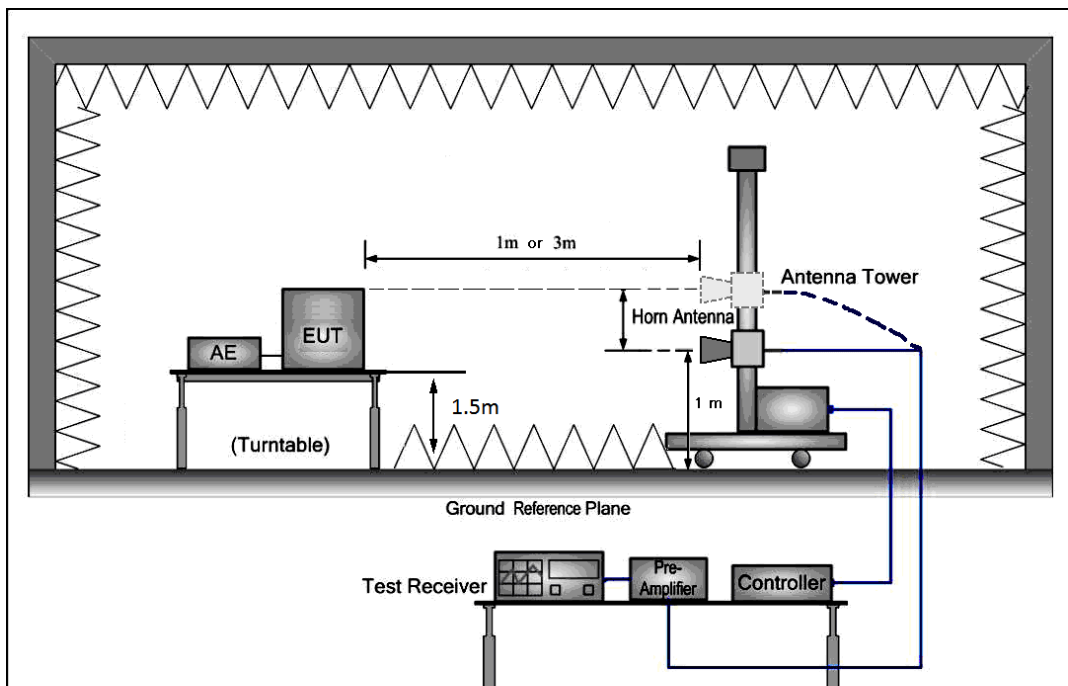 1m or 3m
Antenna Tower
Horn Antenna
EUT
AE
1.5m
1 m
(Turntable)
Ground Reference Plane
Test Receiver
Pre-
Amplifier
Controller